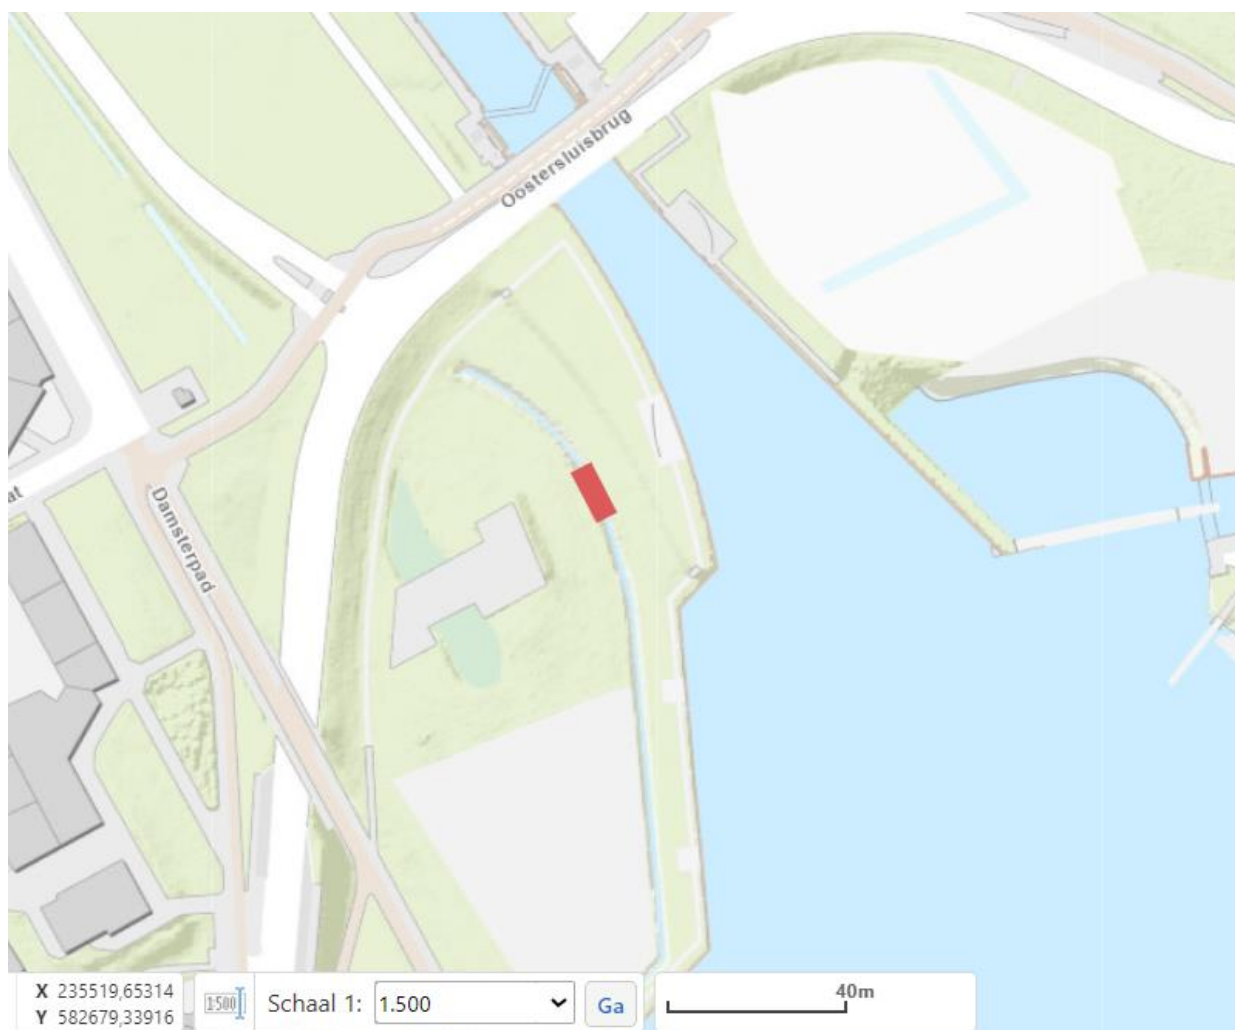 Oostersluisbrug
at
Damsterpad
X 235519,65314
Y 582679,33916
1:500
Schaal 1: 1.500
Ga
40m